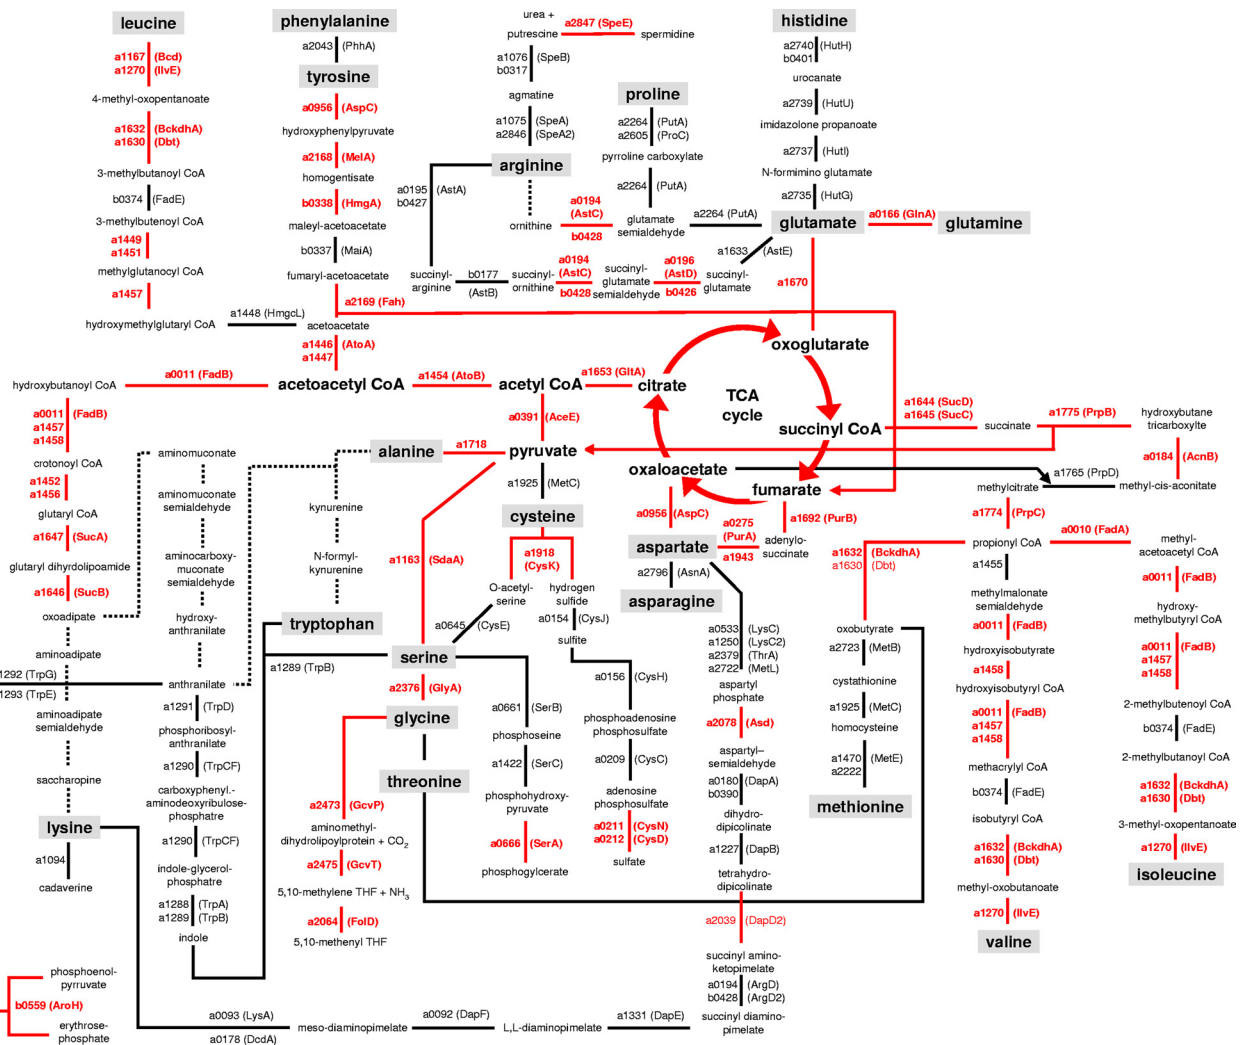 leucine
a1167 (Bcd)
a1270 (IlvE)
4-methyl-oxopentanoate
a1632 (BckdhA)
a1630 (Dbt)
3-methylbutanoyl CoA
b0374 (FadE)
3-methylbutenoyl CoA
a1449
a1451
methylglutanocyl CoA
a1457
hydroxymethylglutaryl CoA
a1448 (HmgcL)
phenylalanine
a2043 (PhhA)
tyrosine
a0956 (AspC)
hydroxyphenylpyruvate
a2168 (MelA)
homogentisate
b0338 (HmgA)
maleyl-acetoacetate
b0337 (MaiA)
fumaryl-acetoacetate
a2169 (Fah)
acetoacetate
a1446 (AtoA)
a1447
urea +
putrescine
a2847 (SpeE)
spermidine
a1076 (SpeB)
b0317
agmatine
a1075 (SpeA)
a2846 (SpeA2)
arginine
a0195 (AstA)
b0427
ornithine
a0194
(AstC)
b0428
proline
a2264 (PutA)
a2605 (ProC)
pyrroline carboxylate
a2264 (PutA)
glutamate
semialdehyde
a2264 (PutA)
histidine
a2740 (HutH)
b0401
urocanate
a2739 (HutU)
imidazolone propanoate
a2737 (HutI)
N-formimino glutamate
a2735 (HutG)
glutamate
a0166 (GlnA)
glutamine
a1633 (AstE)
succinyl-
arginine
b0177
(AstB)
succinyl-
ornithine
a0194
(AstC)
b0428
succinyl-
glutamate
semialdehyde
a0196
(AstD)
b0426
succinyl-
glutamate
a1670
hydroxybutanoyl CoA
a0011 (FadB)
acetoacetyl CoA
a1454 (AtoB)
acetyl CoA
a1653 (GltA)
citrate
oxoglutarate
TCA
cycle
succinyl CoA
fumarate
oxaloacetate
a1644 (SucD)
a1645 (SucC)
succinate
a1775 (PrpB)
hydroxybutane
tricarboxylte
a0184 (AcnB)
methyl-cis-aconitate
a1765 (PrpD)
methylcitrate
a1774 (PrpC)
propionyl CoA
a0010 (FadA)
methyl-
acetoacetyl CoA
a0011 (FadB)
hydroxy-
methylbutyryl CoA
a0011 (FadB)
a1457
a1458
2-methylbutenoyl CoA
b0374 (FadE)
2-methylbutanoyl CoA
a1632 (BckdhA)
a1630 (Dbt)
3-methyl-oxopentanoate
a1270 (IlvE)
isoleucine
a0011 (FadB)
a1457
a1458
crotonoyl CoA
a1452
a1456
glutaryl CoA
a1647 (SucA)
glutaryl dihyrdolipoamide
a1646 (SucB)
oxoadipate
aminoadipate
1292 (TrpG)
1293 (TrpE)
aminoadipate
semialdehyde
saccharopine
lysine
a1094
cadaverine
aminomuconate
aminomuconate
semialdehyde
aminocarboxy-
muconate
semialdehyde
hydroxy-
anthranilate
anthranilate
a1291 (TrpD)
phosphoribosyl-
anthranilate
a1290 (TrpCF)
carboxyphenyl.-
aminodeoxyribulose-
phosphatre
a1290 (TrpCF)
indole-glycerol-
phosphatre
a1288 (TrpA)
a1289 (TrpB)
indole
kynurenine
N-formyl-
kynurenine
tryptophan
a1289 (TrpB)
alanine
a1718
a0391 (AceE)
pyruvate
a1925 (MetC)
cysteine
a1918
(CysK)
O-acetyl-
serine
hydrogen
sulfide
a0645 (CysE)
a0154 (CysJ)
sulfite
a1163 (SdaA)
serine
a2376 (GlyA)
glycine
threonine
a2473 (GcvP)
aminomethyl-
dihydrolipoylprotein + CO2
a2475 (GcvT)
5,10-methylene THF + NH3
a2064 (FolD)
5,10-methenyl THF
a0661 (SerB)
phosphoseine
a1422 (SerC)
phosphohydroxy-
pyruvate
a0666 (SerA)
phosphogylcerate
a0156 (CysH)
phosphoadenosine
phosphosulfate
a0209 (CysC)
adenosine
phosphosulfate
a0211 (CysN)
a0212 (CysD)
sulfate
a0956 (AspC)
a0275
(PurA)
a1943
a1692 (PurB)
adenylo-
succinate
aspartate
a2796 (AsnA)
asparagine
a0533 (LysC)
a1250 (LysC2)
a2379 (ThrA)
a2722 (MetL)
aspartyl
phosphate
a2078 (Asd)
aspartyl–
semialdehyde
a0180 (DapA)
b0390
dihydro-
dipicolinate
a1227 (DapB)
tetrahydro-
dipicolinate
a2039 (DapD2)
succinyl amino-
ketopimelate
a0194 (ArgD)
b0428 (ArgD2)
succinyl diamino-
pimelate
a1632 (BckdhA)
a1630 (Dbt)
oxobutyrate
a2723 (MetB)
cystathionine
a1925 (MetC)
homocysteine
a1470 (MetE)
a2222
methionine
a1455
methylmalonate
semialdehyde
a0011 (FadB)
hydroxyisobutyrate
a1458
hydroxyisobutyryl CoA
a0011 (FadB)
a1457
a1458
methacrylyl CoA
b0374 (FadE)
isobutyryl CoA
a1632 (BckdhA)
a1630 (Dbt)
methyl-oxobutanoate
a1270 (IlvE)
valine
phosphoenol-
pyrruvate
b0559 (AroH)
erythrose-
phosphate
a0093 (LysA)
a0178 (DcdA)
meso-diaminopimelate
a0092 (DapF)
L,L-diaminopimelate
a1331 (DapE)